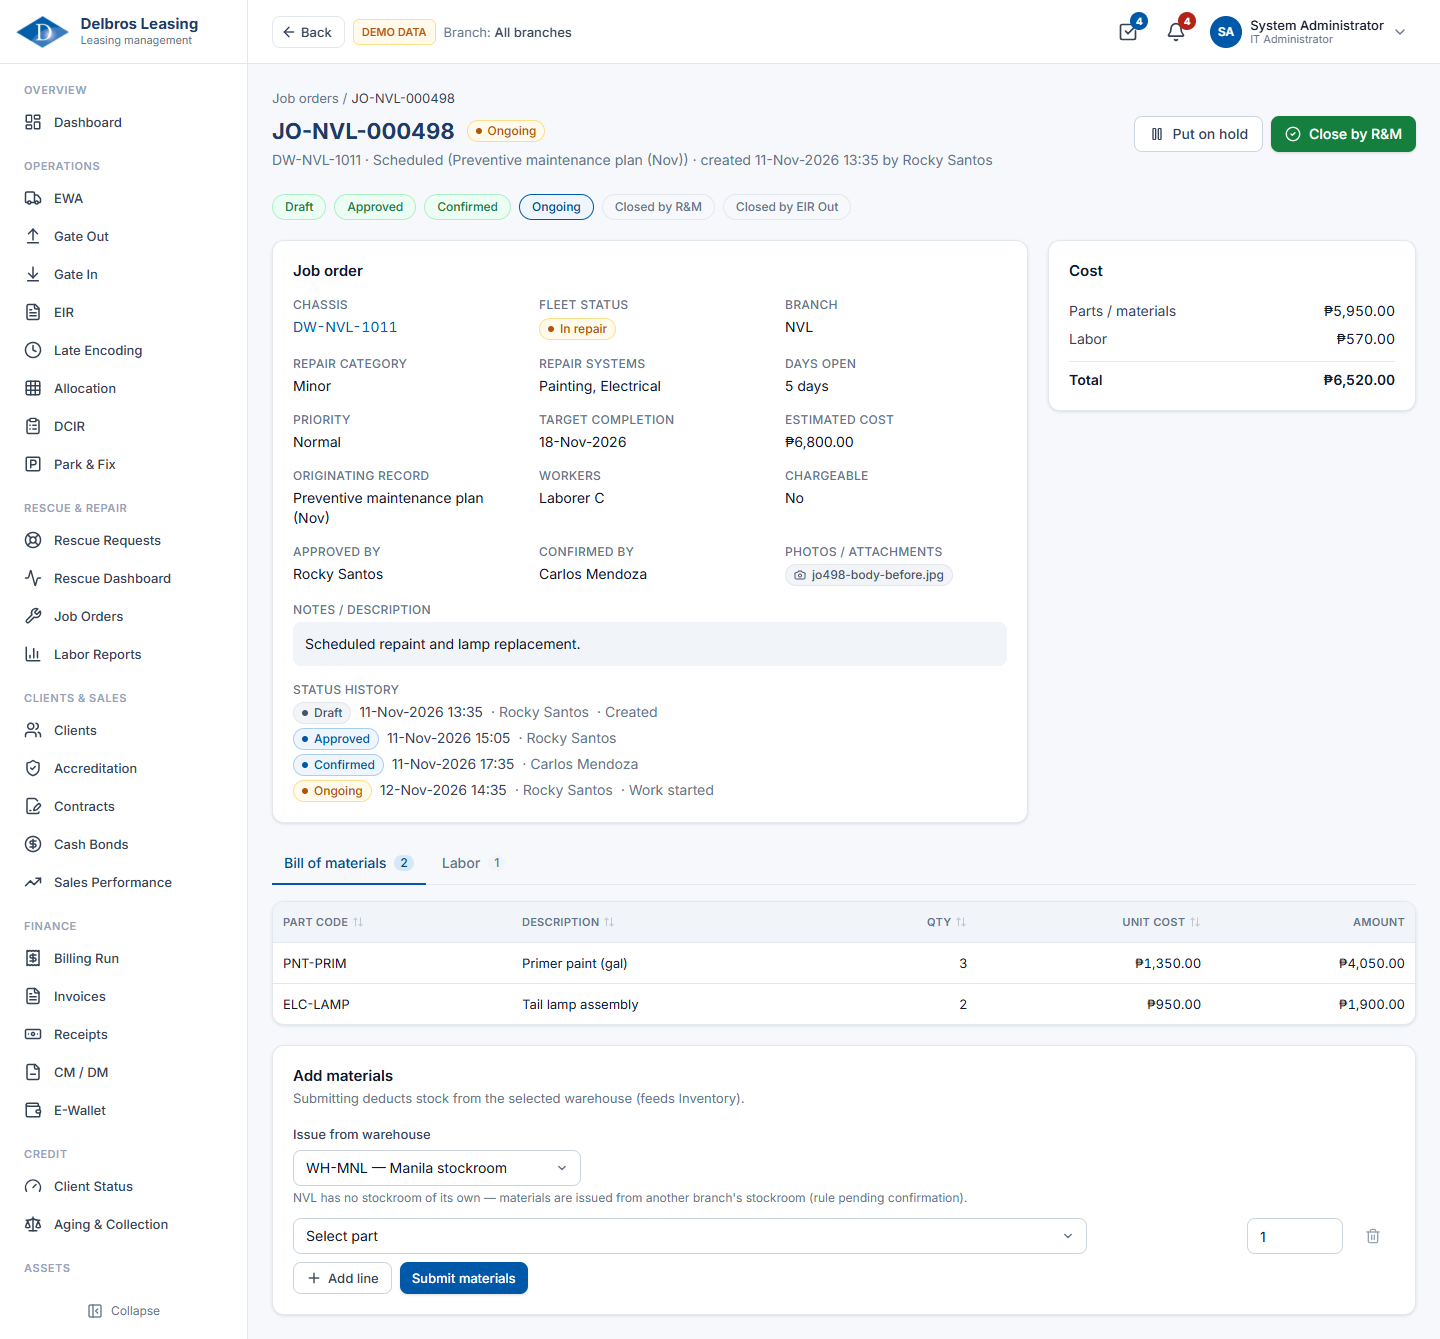 Delbros Leasing
Leasing management
Back
DEMO DATA
Branch: All branches
4
4
SA
System Administrator
IT Administrator
OVERVIEW
Dashboard
OPERATIONS
EWA
Gate Out
Gate In
EIR
Late Encoding
Allocation
DCIR
Park & Fix
RESCUE & REPAIR
Rescue Requests
Rescue Dashboard
Job Orders
Labor Reports
CLIENTS & SALES
Clients
Accreditation
Contracts
Cash Bonds
Sales Performance
FINANCE
Billing Run
Invoices
Receipts
CM / DM
E-Wallet
CREDIT
Client Status
Aging & Collection
ASSETS
Collapse
Job orders / JO-NVL-000498
JO-NVL-000498 Ongoing
DW-NVL-1011 · Scheduled (Preventive maintenance plan (Nov)) · created 11-Nov-2026 13:35 by Rocky Santos
Put on hold
Close by R&M
Draft Approved Confirmed Ongoing Closed by R&M Closed by EIR Out
Job order
CHASSIS
DW-NVL-1011
FLEET STATUS
In repair
BRANCH
NVL
REPAIR CATEGORY
Minor
REPAIR SYSTEMS
Painting, Electrical
DAYS OPEN
5 days
PRIORITY
Normal
TARGET COMPLETION
18-Nov-2026
ESTIMATED COST
₱6,800.00
ORIGINATING RECORD
Preventive maintenance plan
(Nov)
WORKERS
Laborer C
CHARGEABLE
No
APPROVED BY
Rocky Santos
CONFIRMED BY
Carlos Mendoza
PHOTOS / ATTACHMENTS
jo498-body-before.jpg
NOTES / DESCRIPTION
Scheduled repaint and lamp replacement.
STATUS HISTORY
Draft 11-Nov-2026 13:35 · Rocky Santos · Created
Approved 11-Nov-2026 15:05 · Rocky Santos
Confirmed 11-Nov-2026 17:35 · Carlos Mendoza
Ongoing 12-Nov-2026 14:35 · Rocky Santos · Work started
Cost
Parts / materials ₱5,950.00
Labor ₱570.00
Total ₱6,520.00
Bill of materials 2 Labor 1
PART CODE DESCRIPTION QTY UNIT COST AMOUNT
PNT-PRIM Primer paint (gal) 3 ₱1,350.00 ₱4,050.00
ELC-LAMP Tail lamp assembly 2 ₱950.00 ₱1,900.00
Add materials
Submitting deducts stock from the selected warehouse (feeds Inventory).
Issue from warehouse
WH-MNL — Manila stockroom
NVL has no stockroom of its own — materials are issued from another branch's stockroom (rule pending confirmation).
Select part 1
Add line Submit materials